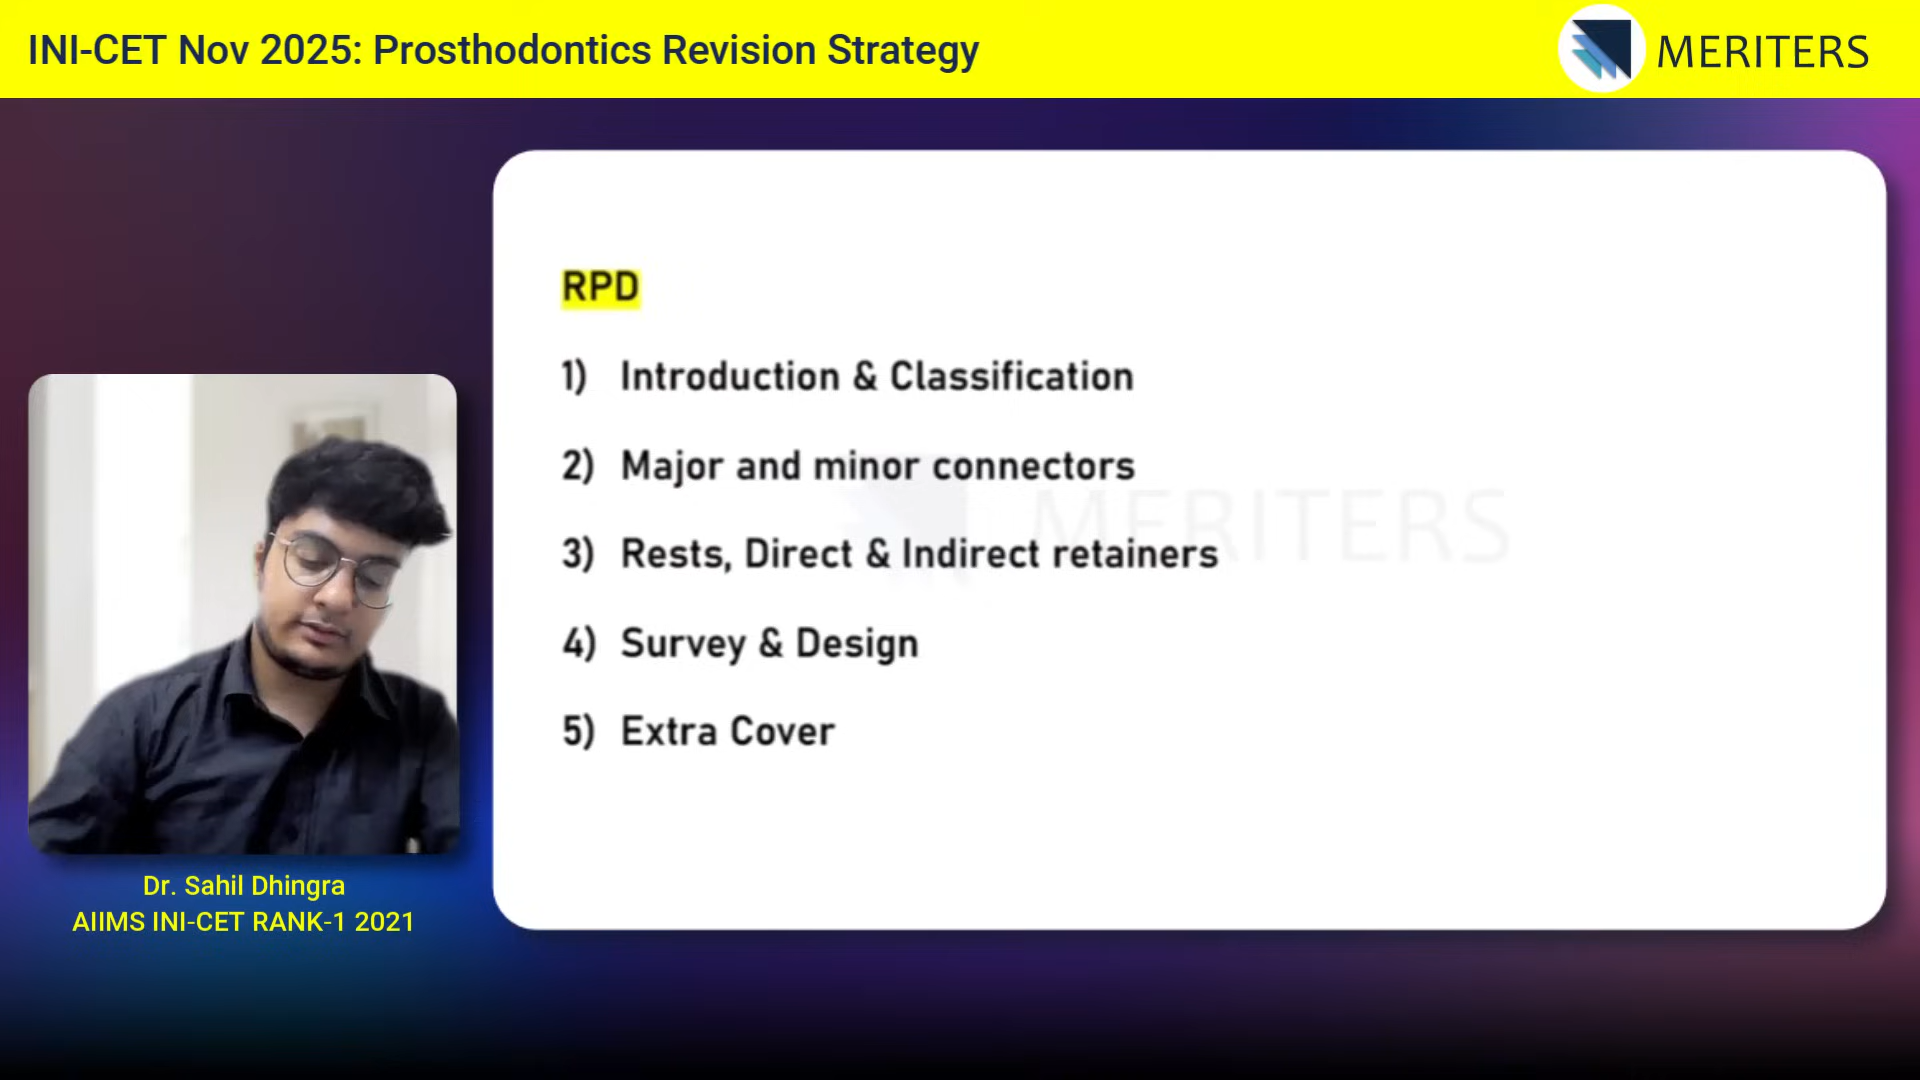 INI-CET Nov 2025: Prosthodontics Revision Strategy
MERITERS
RPD
1) Introduction & Classification
2) Major and minor connectors
3) Rests, Direct & Indirect retainers
4) Survey & Design
5) Extra Cover
MERITERS
Dr. Sahil Dhingra
AIIMS INI-CET RANK-1 2021